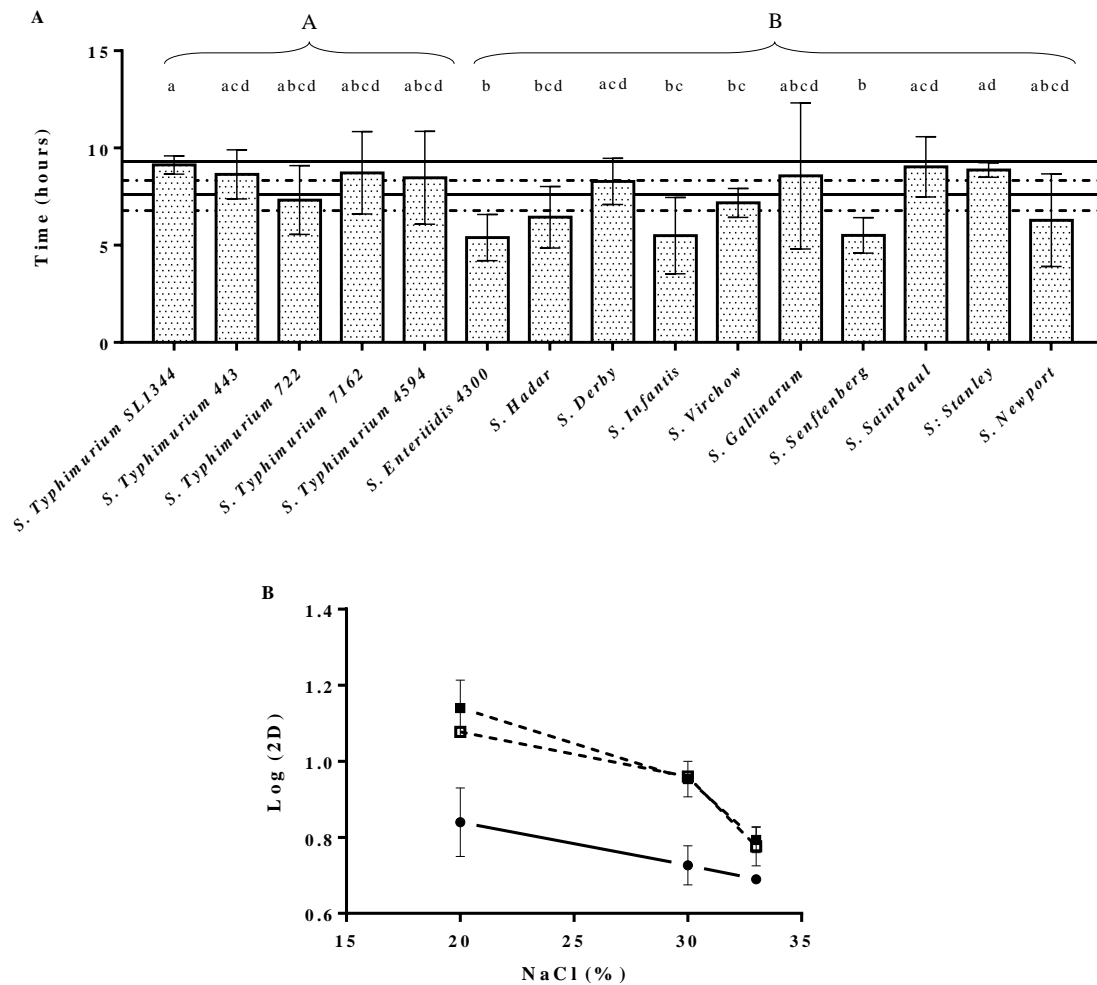 A
A B
15
a acd abcd abcd abcd b bcd acd bc bc abcd b acd ad abcd
10
5
0
Time (hours)
S. Typhimurium SL1344
S. Typhimurium 443
S. Typhimurium 722
S. Typhimurium 7162
S. Typhimurium 4594
S. Enteritidis 4300
S. Hadar
S. Derby
S. Infantis
S. Virchow
S. Gallinarum
S. Senftenberg
S. SaintPaul
S: Stanley
S. Newport
B
1.4
1.2
1.0
0.8
0.6
Log (2D)
15 20 25 30 35
NaCl (%)